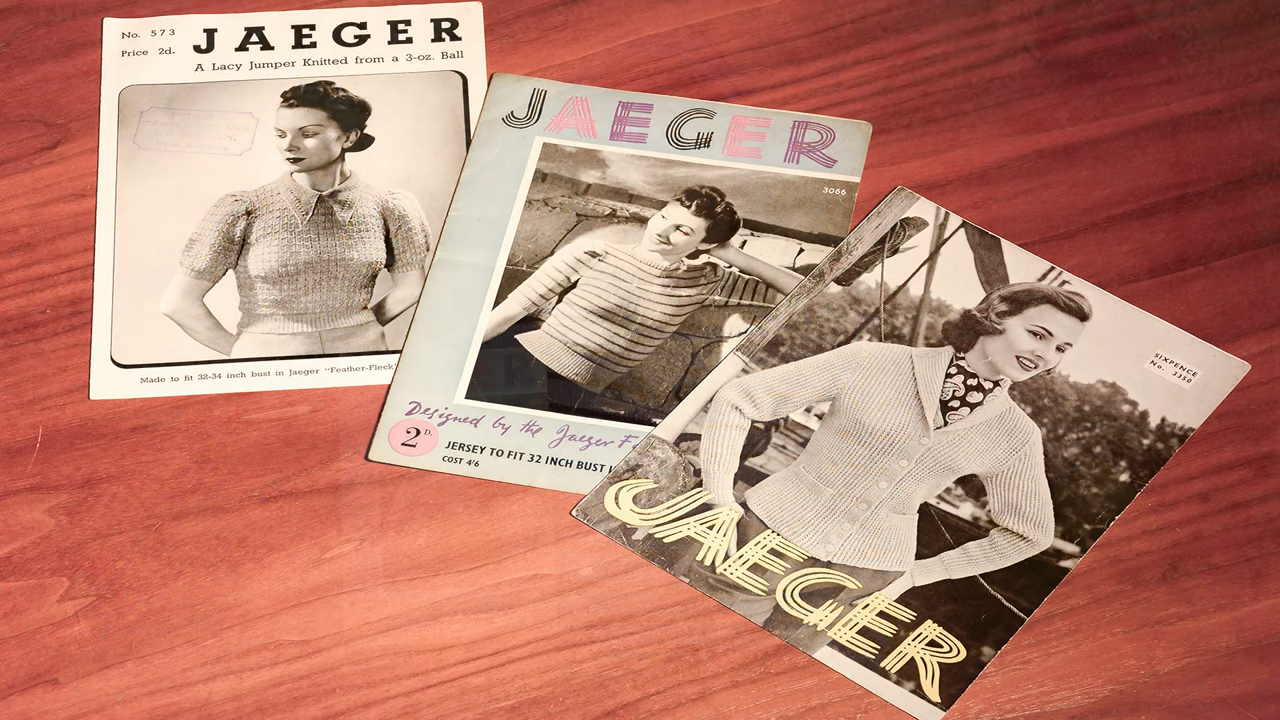 No. 573
Price 2d.
JAEGER
A Lacy Jumper Knitted from a 3-oz. Ball
Made to fit 32-34 inch bust in Jaeger "Feather-Fleck
JAEGER
3066
Designed by the Jaeger
2D.
JERSEY TO FIT 32 INCH BUST
COST 4/6
SIXPENCE
No. 3350
JAEGER